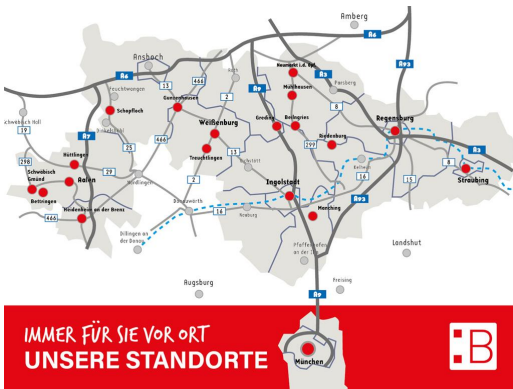 Amberg
A6
Ansbach
A6
A9
A3
A93
Neumarkt i.d. Opf.
Parsberg
466
13
2
8
Feuchtwangen
Gunzenhausen
Mühlhausen
Schopfloch
Regensburg
Schwäbisch Hall
Dinkelsbühl
Weißenburg
Greding
Beilngries
19
A7
25
466
299
Riedenburg
Hüttlingen
Treuchtlingen
13
Eichstätt
A3
298
Kelheim
8
Schwäbisch
Gmünd
Aalen
29
Nördlingen
2
Ingolstadt
16
15
Straubing
Bettringen
Donauwörth
A93
Heidenheim an der Brenz
16
Neuburg
Manching
466
Dillingen an
der Donau
Pfaffenhofen
an der Ilm
Landshut
Augsburg
Freising
A9
IMMER FÜR SIE VOR ORT
UNSERE STANDORTE
:B
München